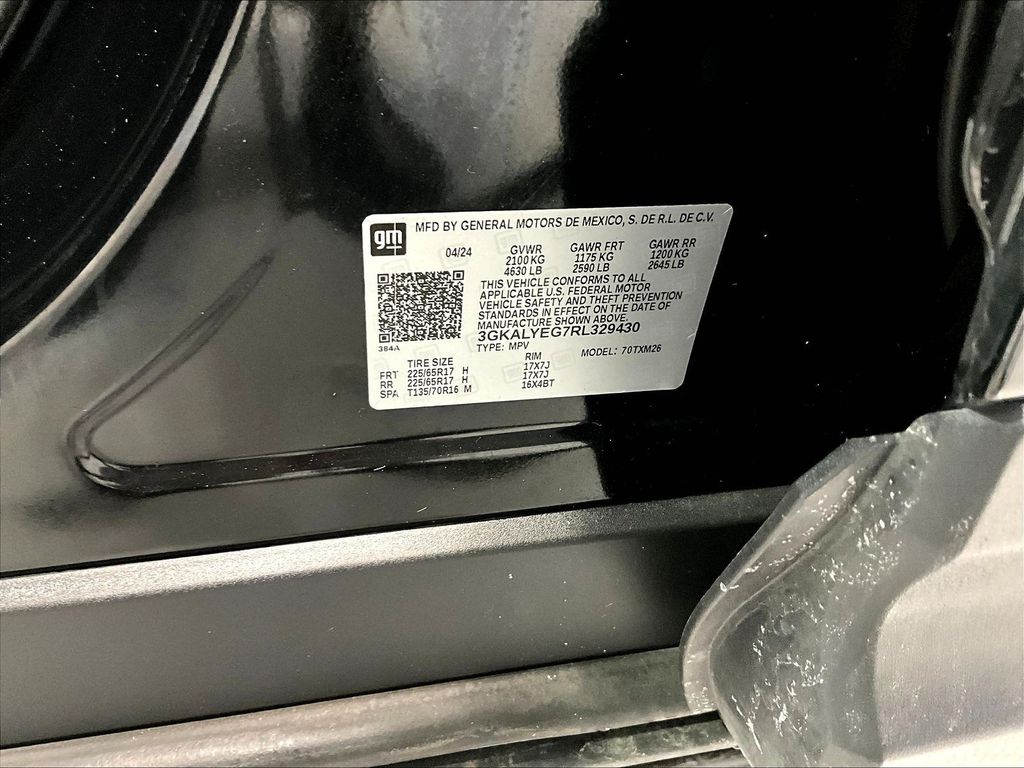 gm
MFD BY GENERAL MOTORS DE MEXICO, S. DE R.L. DE C.V.
04/24 GVWR GAWR FRT GAWR RR
2100 KG 1175 KG 1200 KG
4630 LB 2590 LB 2645 LB
THIS VEHICLE CONFORMS TO ALL
APPLICABLE U.S. FEDERAL MOTOR
VEHICLE SAFETY AND THEFT PREVENTION
STANDARDS IN EFFECT ON THE DATE OF
MANUFACTURE SHOWN ABOVE.
3GKALYEG7RL329430
384A
TYPE: MPV MODEL: 70TXM26
TIRE SIZE RIM
FRT 225/65R17 H 17X7J
RR 225/65R17 H 17X7J
SPA T135/70R16 M 16X4BT